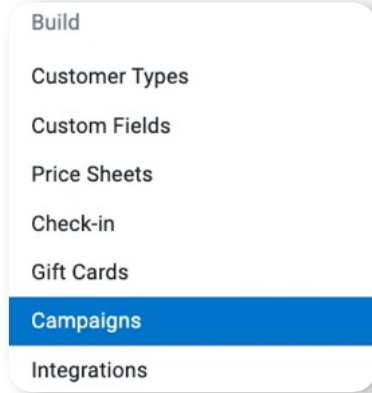 Build
Customer Types
Custom Fields
Price Sheets
Check-in
Gift Cards
Campaigns
Integrations